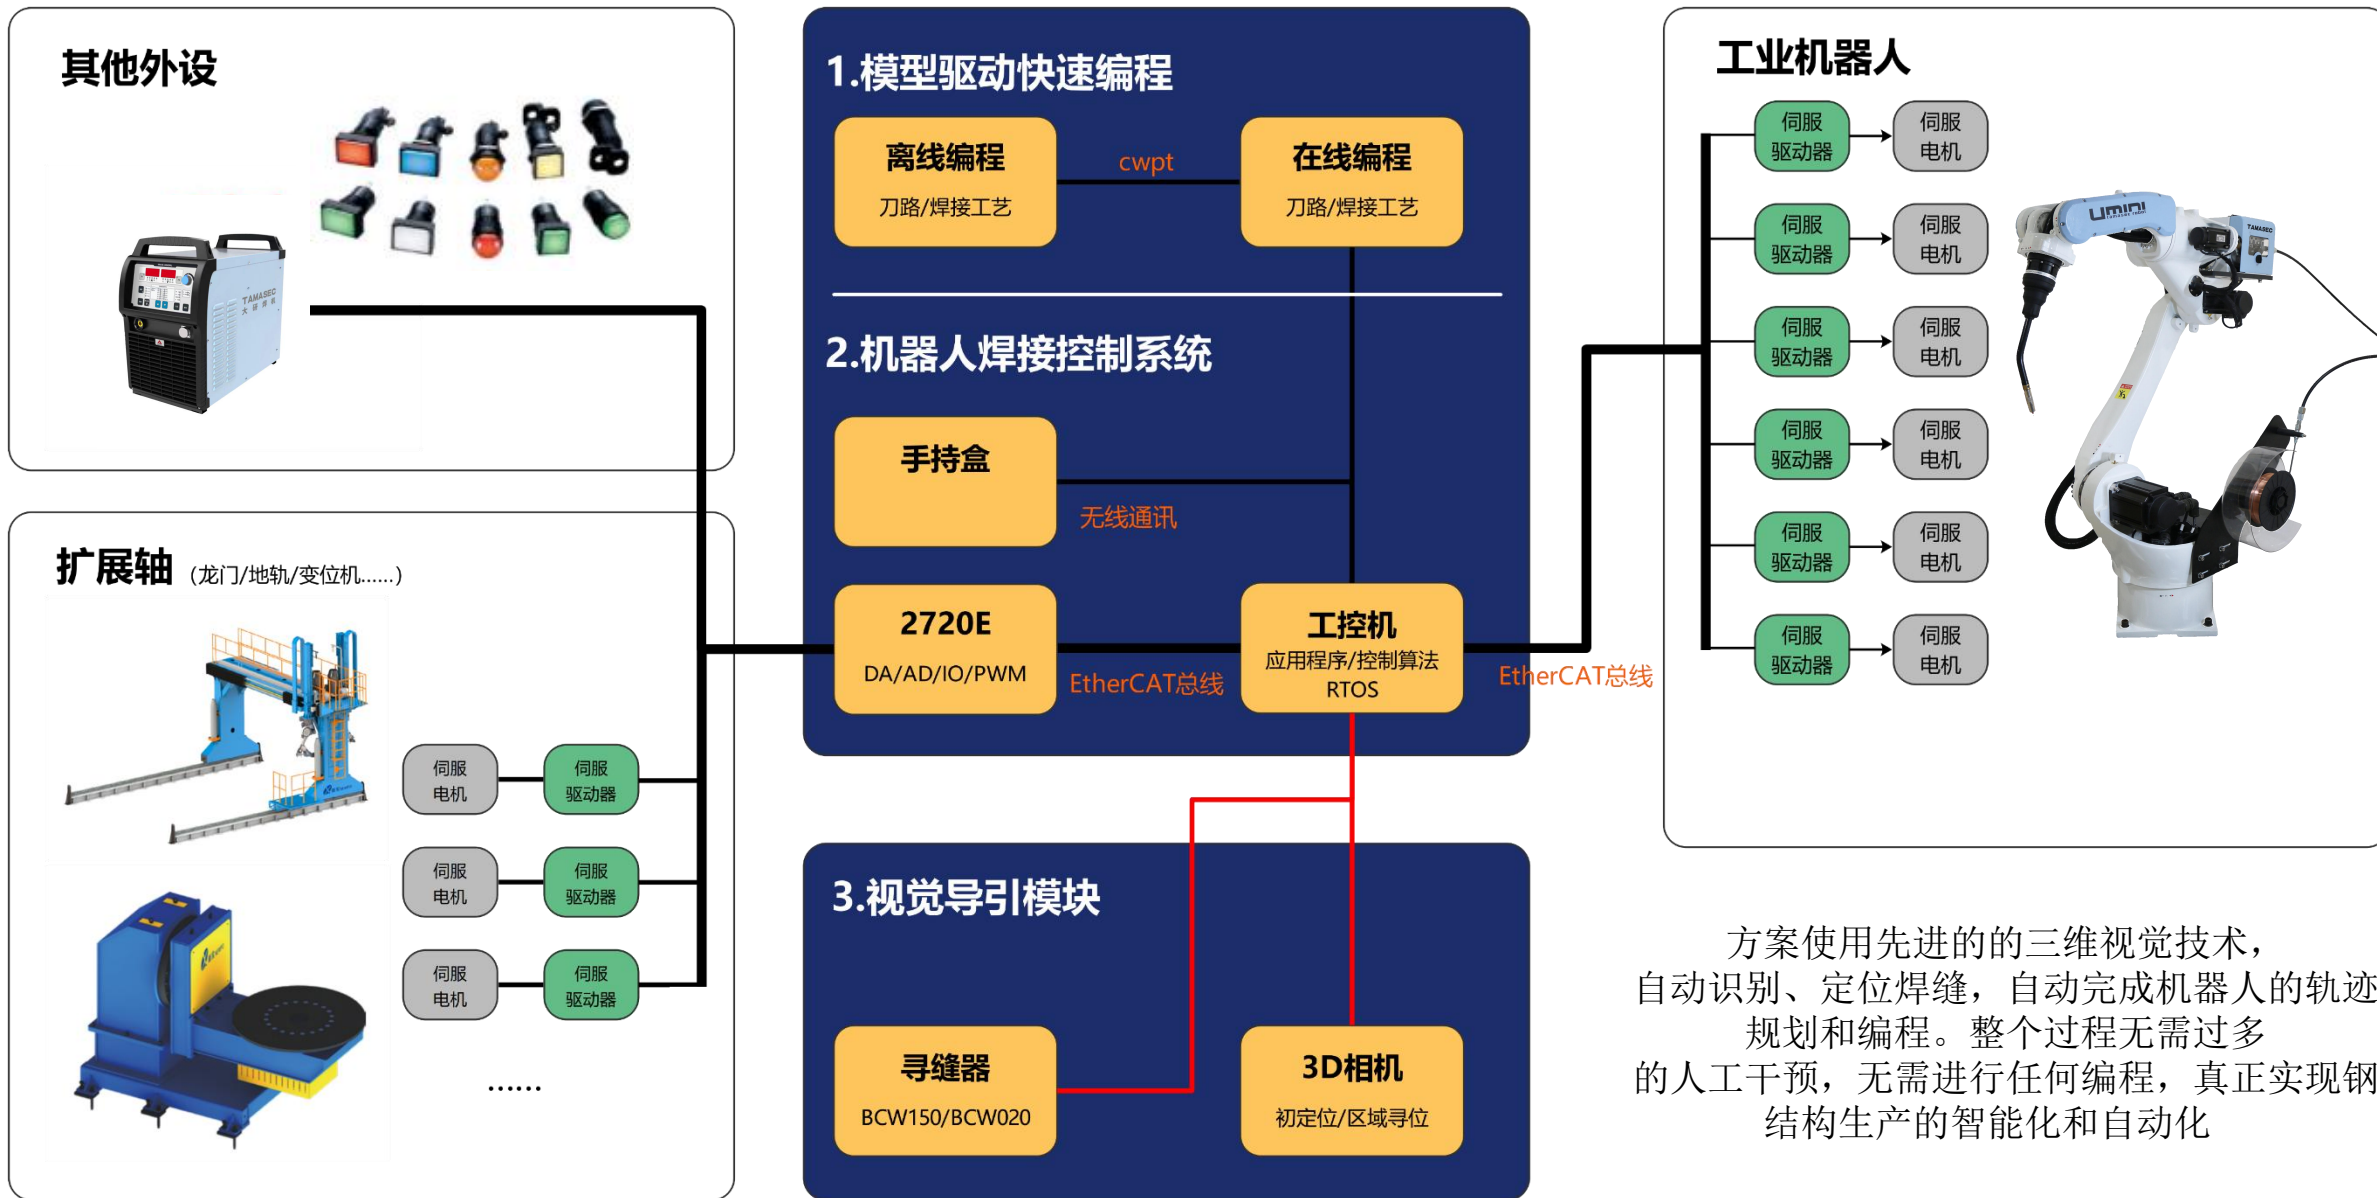 其他外设
TAMASEC
大研焊机
扩展轴 (龙门/地轨/变位机......)
伺服
电机
伺服
驱动器
伺服
电机
伺服
驱动器
伺服
电机
伺服
驱动器
......
1.模型驱动快速编程
离线编程
刀路/焊接工艺
cwpt
在线编程
刀路/焊接工艺
2.机器人焊接控制系统
手持盒
无线通讯
2720E
DA/AD/IO/PWM
EtherCAT总线
工控机
应用程序/控制算法
RTOS
EtherCAT总线
3.视觉导引模块
寻缝器
BCW150/BCW020
3D相机
初定位/区域寻位
工业机器人
伺服
驱动器
伺服
电机
伺服
驱动器
伺服
电机
伺服
驱动器
伺服
电机
伺服
驱动器
伺服
电机
伺服
驱动器
伺服
电机
伺服
驱动器
伺服
电机
umini
TAMASEC
方案使用先进的的三维视觉技术，
自动识别、定位焊缝，自动完成机器人的轨迹
规划和编程。整个过程无需过多
的人工干预，无需进行任何编程，真正实现钢
结构生产的智能化和自动化